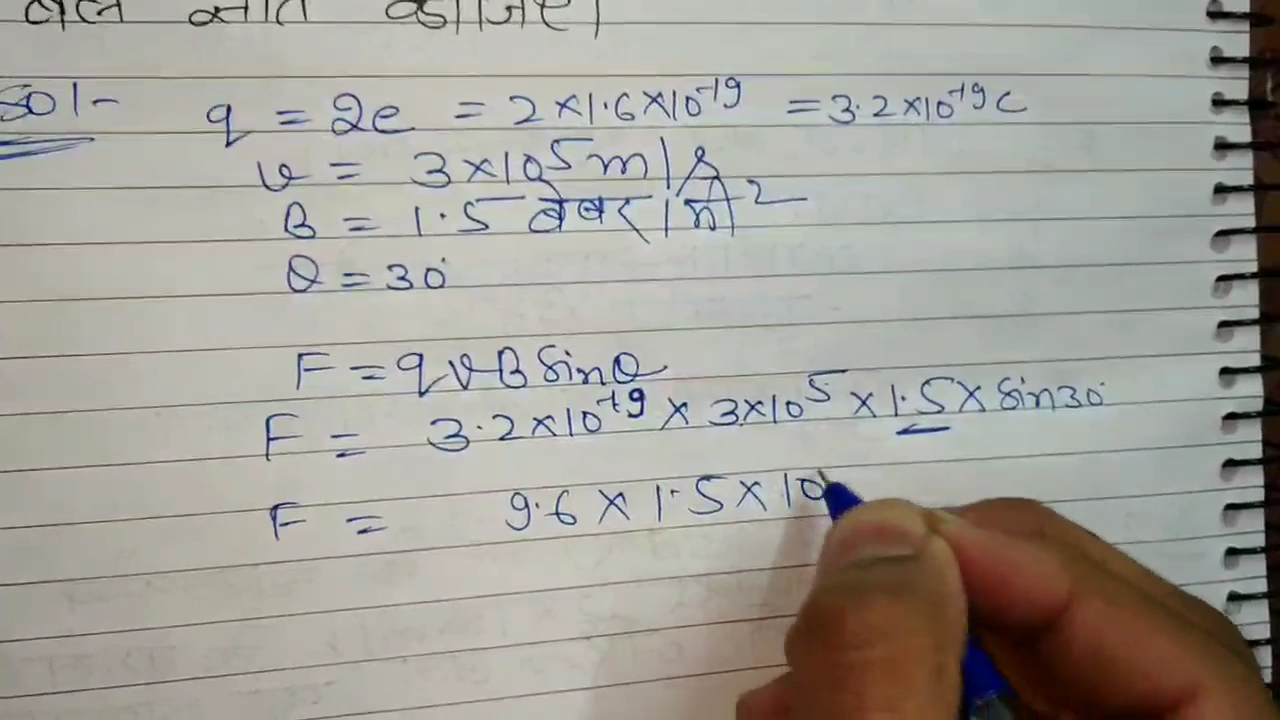 बल ज्ञात कीजिए।
Sol- q = 2e = 2×1.6×10⁻¹⁹ = 3.2×10⁻¹⁹ C
v = 3×10⁵ m/s
B = 1.5 वेबर/मी²
θ = 30°
F = qvB sinθ
F = 3.2×10⁻¹⁹ × 3×10⁵ × 1.5 × sin30°
F = 9.6 × 1.5 × 10